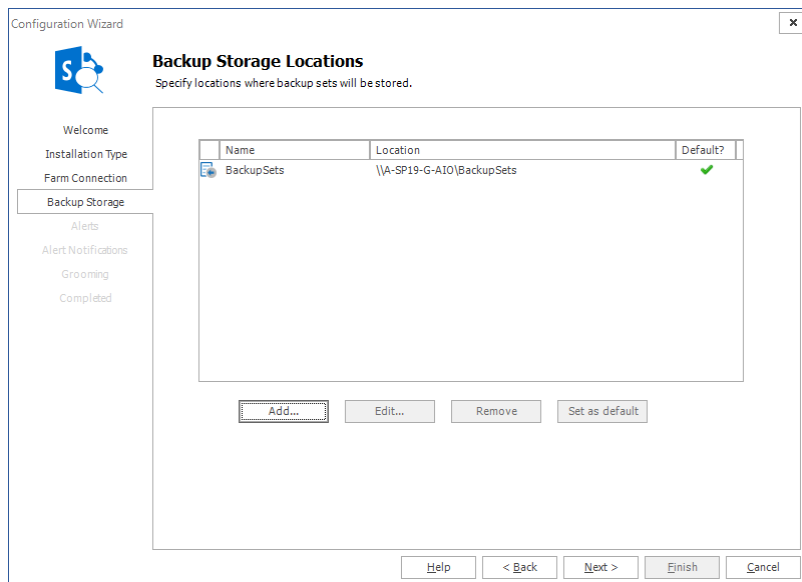 Configuration Wizard
Backup Storage Locations
Specify locations where backup sets will be stored.
Welcome
Installation Type
Farm Connection
Backup Storage
Alerts
Alert Notifications
Grooming
Completed
Name Location Default?
BackupSets \\A-SP19-G-AIO\BackupSets
Add... Edit... Remove Set as default
Help < Back Next > Finish Cancel